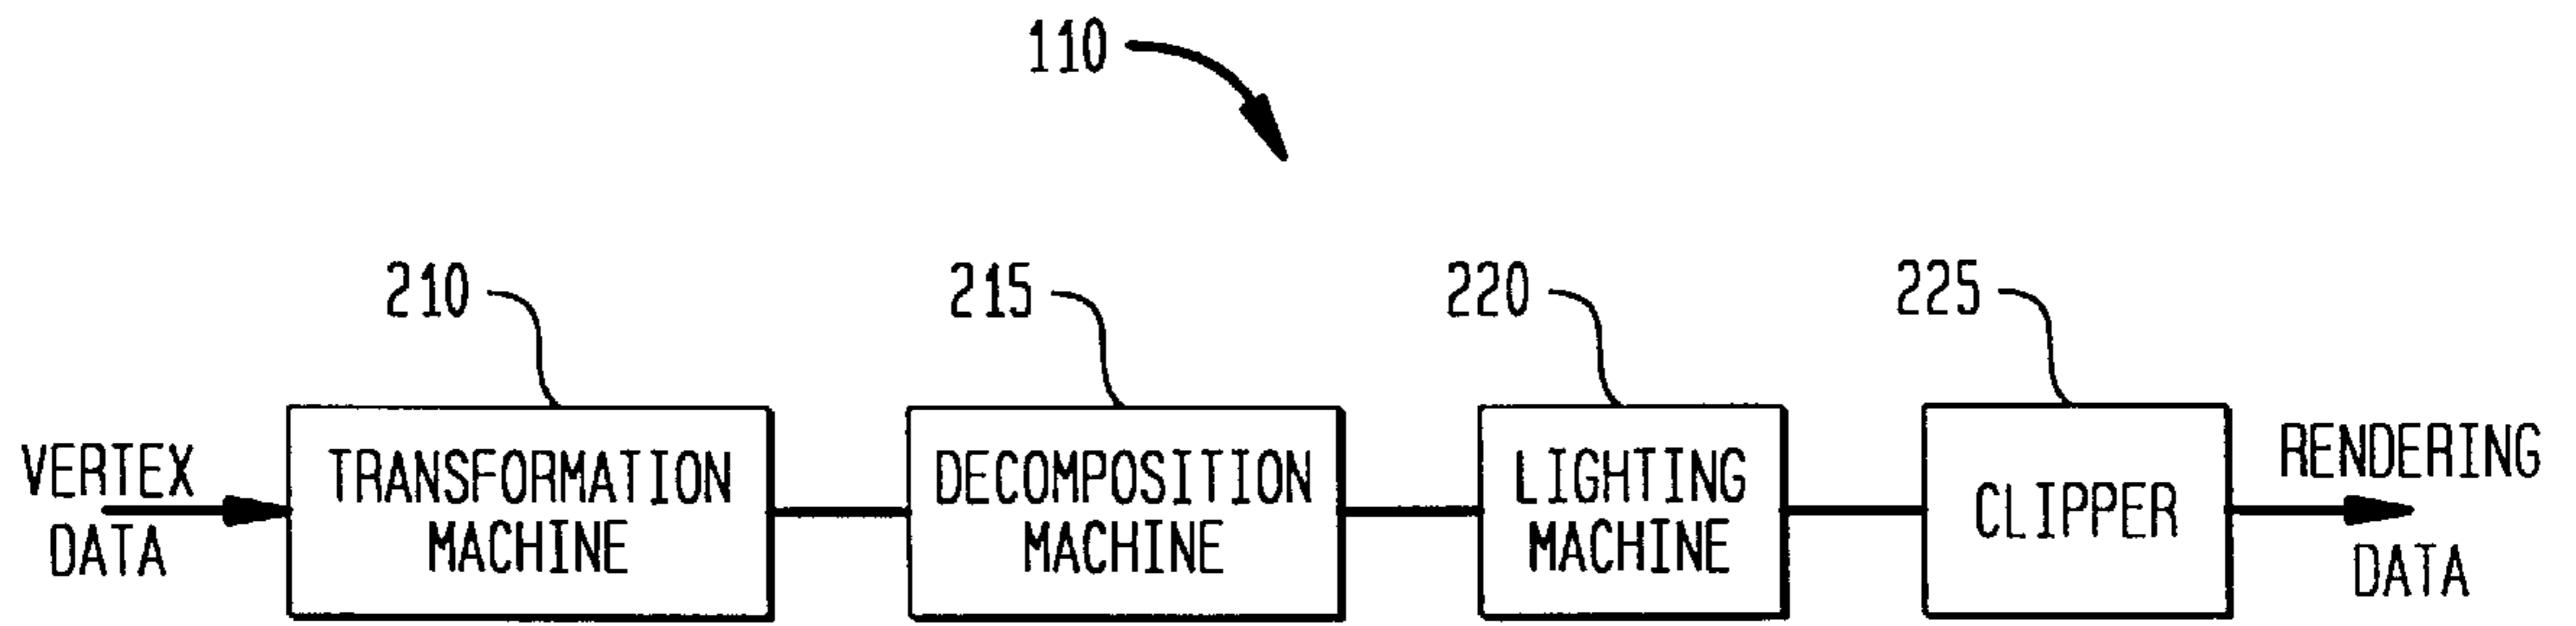 110
210
215
220
225
VERTEX
DATA
TRANSFORMATION
MACHINE
DECOMPOSITION
MACHINE
LIGHTING
MACHINE
CLIPPER
RENDERING
DATA